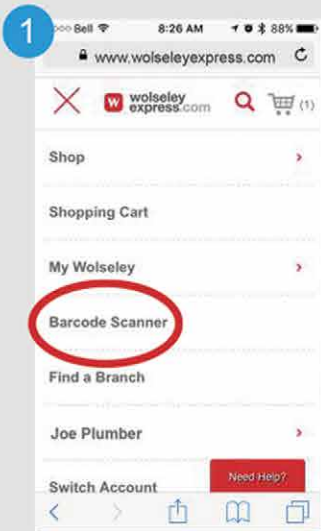 1
Bell 8:26 AM 88%
www.wolseleyexpress.com
W wolseley
express.com (1)
Shop
Shopping Cart
My Wolseley
Barcode Scanner
Find a Branch
Joe Plumber
Need Help?
Switch Account